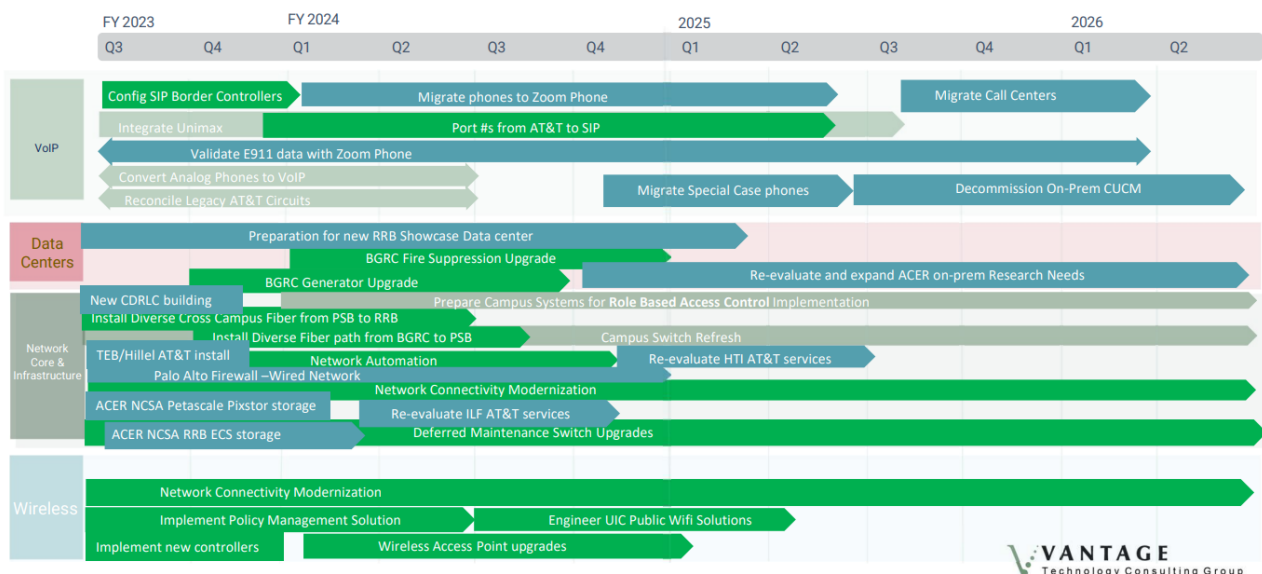 FY 2023 FY 2024 2025 2026
Q3 Q4 Q1 Q2 Q3 Q4 Q1 Q2 Q3 Q4 Q1 Q2
VoIP
Config SIP Border Controllers
Migrate phones to Zoom Phone
Migrate Call Centers
Integrate Unimax
Port #s from AT&T to SIP
Validate E911 data with Zoom Phone
Convert Analog Phones to VoIP
Migrate Special Case phones
Decommission On-Prem CUCM
Reconcile Legacy AT&T Circuits
Data
Centers
Preparation for new RRB Showcase Data center
BGRC Fire Suppression Upgrade
BGRC Generator Upgrade
Re-evaluate and expand ACER on-prem Research Needs
Network
Core &
Infrastructure
New CDRLC building
Prepare Campus Systems for Role Based Access Control Implementation
Install Diverse Cross Campus Fiber from PSB to RRB
Install Diverse Fiber path from BGRC to PSB
Campus Switch Refresh
TEB/Hillel AT&T install
Network Automation
Re-evaluate HTI AT&T services
Palo Alto Firewall –Wired Network
Network Connectivity Modernization
ACER NCSA Petascale Pixstor storage
Re-evaluate ILF AT&T services
ACER NCSA RRB ECS storage
Deferred Maintenance Switch Upgrades
Wireless
Network Connectivity Modernization
Implement Policy Management Solution
Engineer UIC Public Wifi Solutions
Implement new controllers
Wireless Access Point upgrades
VANTAGE
Technology Consulting Group